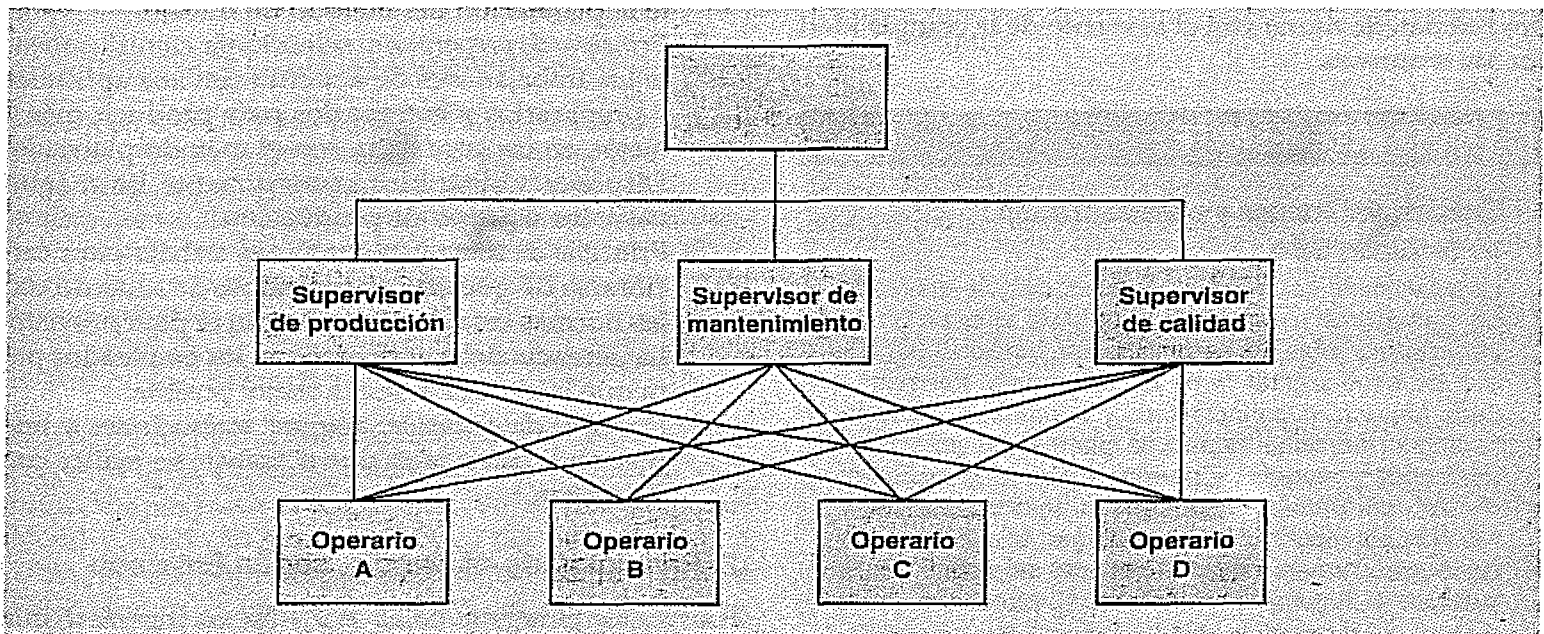 Supervisor
de producción
Supervisor de
mantenimiento
Supervisor
de calidad
Operario
A
Operario
B
Operario
C
Operario
D